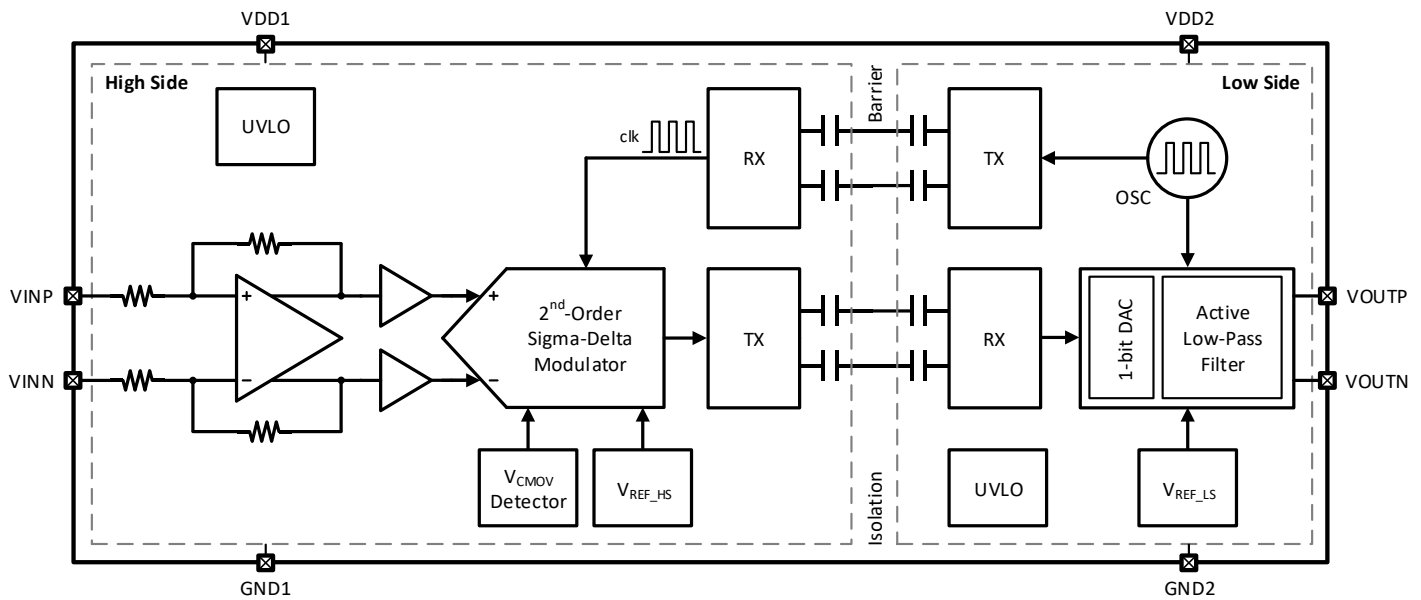 VDD1
VDD2
High Side
Barrier
Low Side
UVLO
clk
RX
TX
OSC
VINP
+
+
2nd-Order
Sigma-Delta
Modulator
TX
RX
1-bit DAC
Active
Low-Pass
Filter
VOUTP
VINN
−
−
VOUTN
VCMOV
Detector
VREF_HS
Isolation
UVLO
VREF_LS
GND1
GND2